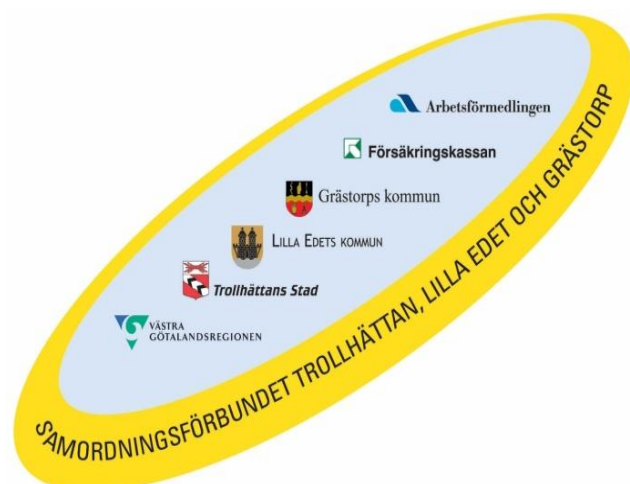 Arbetsförmedlingen
Försäkringskassan
Grästorps kommun
LILLA EDETS KOMMUN
Trollhättans Stad
VÄSTRA
GÖTALANDSREGIONEN
SAMORDNINGSFÖRBUNDET TROLLHÄTTAN, LILLA EDET OCH GRÄSTORP